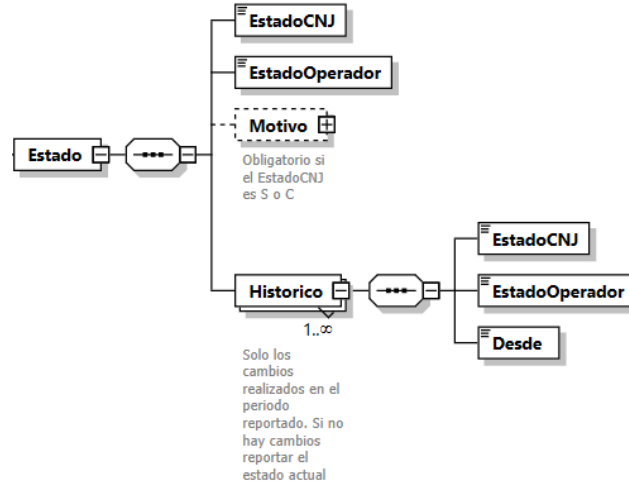 EstadoCNJ
EstadoOperador
Motivo
Obligatorio si
el EstadoCNJ
es S o C
Estado
Historico
1..∞
Solo los
cambios
realizados en el
periodo
reportado. Si no
hay cambios
reportar el
estado actual
EstadoCNJ
EstadoOperador
Desde